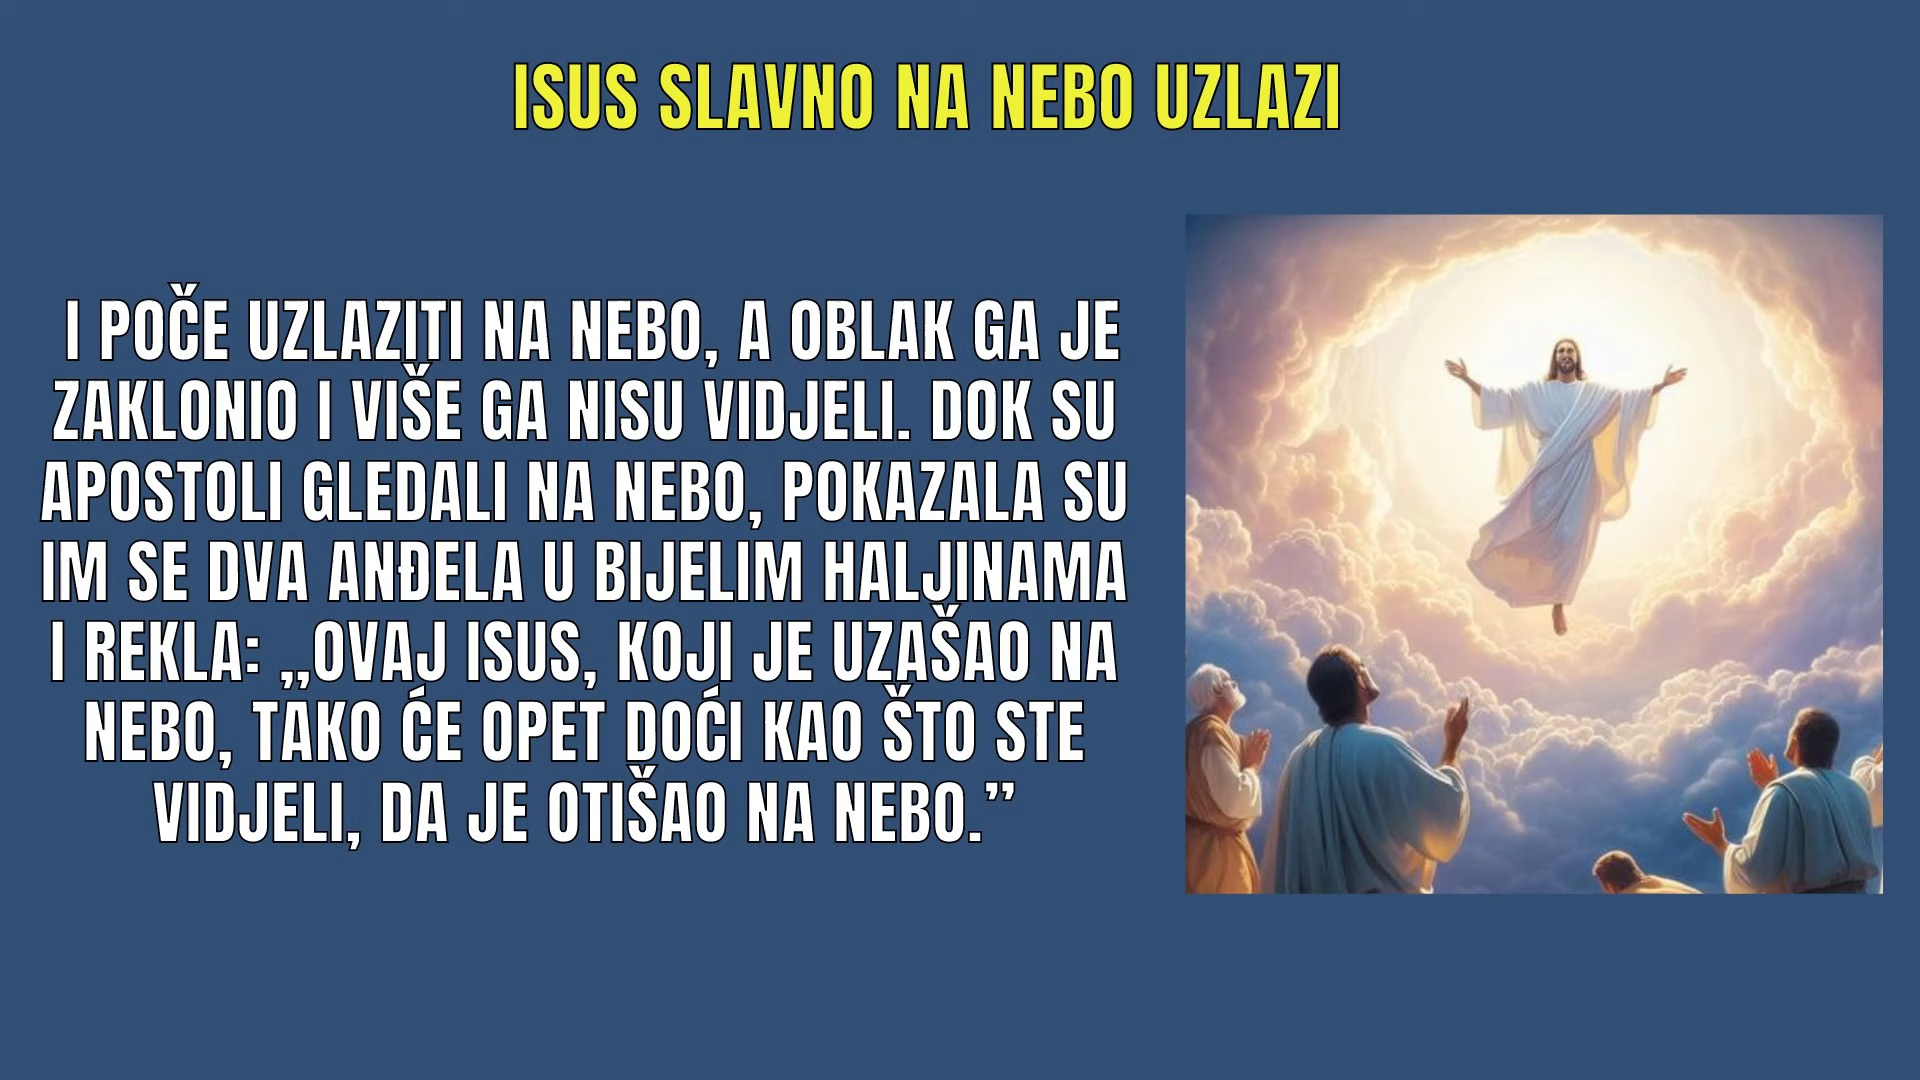 ISUS SLAVNO NA NEBO UZLAZI
I POČE UZLAZITI NA NEBO, A OBLAK GA JE
ZAKLONIO I VIŠE GA NISU VIDJELI. DOK SU
APOSTOLI GLEDALI NA NEBO, POKAZALA SU
IM SE DVA ANĐELA U BIJELIM HALJINAMA
I REKLA: „OVAJ ISUS, KOJI JE UZAŠAO NA
NEBO, TAKO ĆE OPET DOĆI KAO ŠTO STE
VIDJELI, DA JE OTIŠAO NA NEBO.”